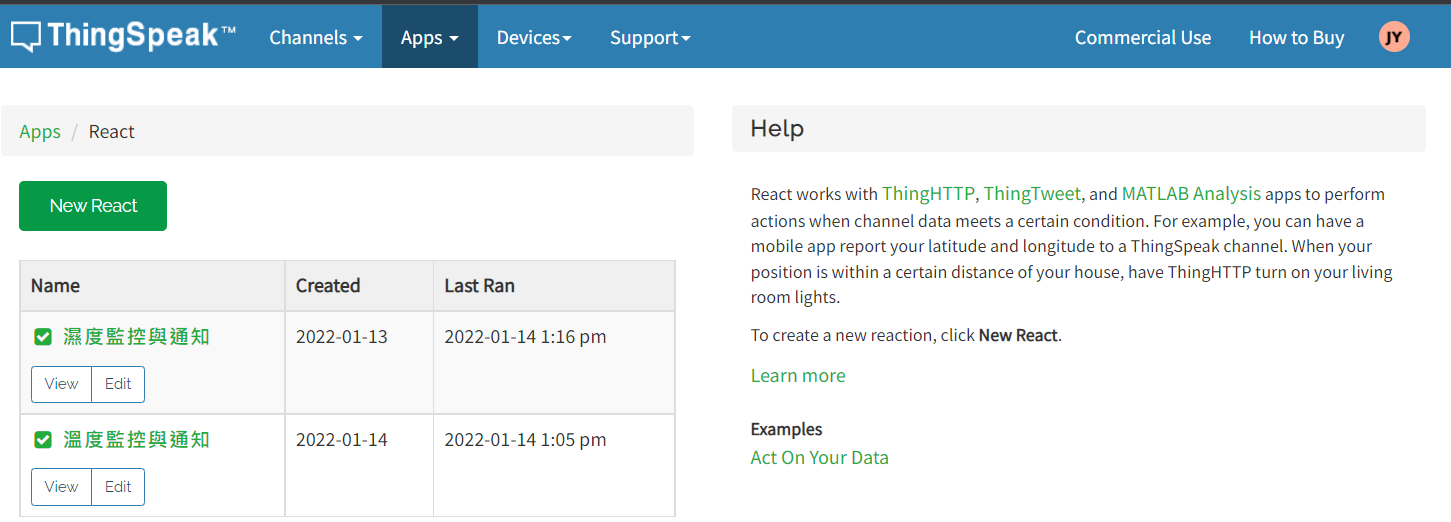 ThingSpeak™ Channels Apps Devices Support Commercial Use How to Buy JY
Apps / React
New React
Name Created Last Ran
濕度監控與通知 2022-01-13 2022-01-14 1:16 pm
View Edit
溫度監控與通知 2022-01-14 2022-01-14 1:05 pm
View Edit
Help
React works with ThingHTTP, ThingTweet, and MATLAB Analysis apps to perform
actions when channel data meets a certain condition. For example, you can have a
mobile app report your latitude and longitude to a ThingSpeak channel. When your
position is within a certain distance of your house, have ThingHTTP turn on your living
room lights.
To create a new reaction, click New React.
Learn more
Examples
Act On Your Data